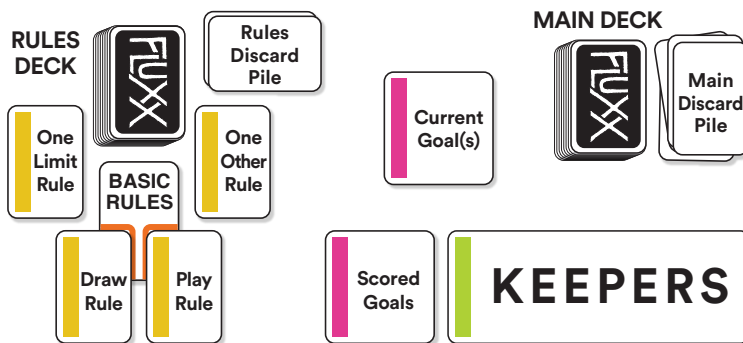 RULES
DECK
FLUXX
Rules
Discard
Pile
MAIN DECK
FLUXX
Main
Discard
Pile
One
Limit
Rule
BASIC
RULES
One
Other
Rule
Current
Goal(s)
Draw
Rule
Play
Rule
Scored
Goals
KEEPERS